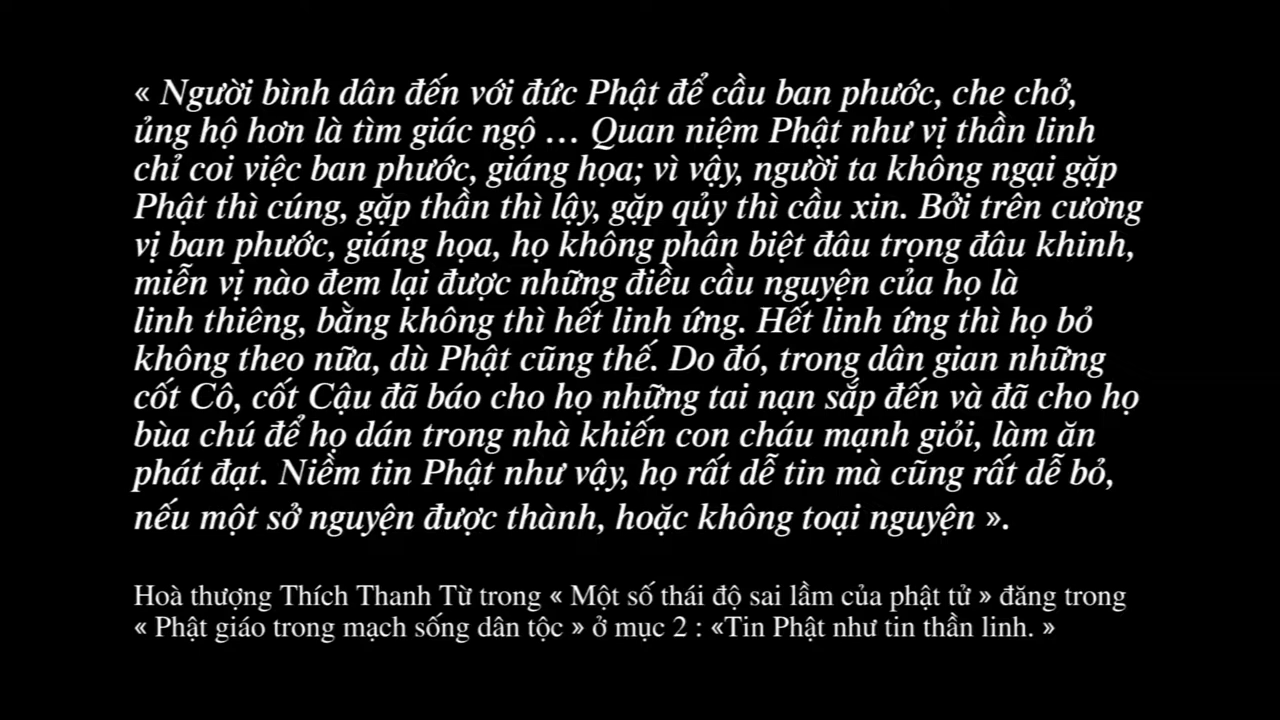 « Người bình dân đến với đức Phật để cầu ban phước, che chở,
ủng hộ hơn là tìm giác ngộ … Quan niệm Phật như vị thần linh
chỉ coi việc ban phước, giáng họa; vì vậy, người ta không ngại gặp
Phật thì cúng, gặp thần thì lậy, gặp qủy thì cầu xin. Bởi trên cương
vị ban phước, giáng họa, họ không phân biệt đâu trọng đâu khinh,
miễn vị nào đem lại được những điều cầu nguyện của họ là
linh thiêng, bằng không thì hết linh ứng. Hết linh ứng thì họ bỏ
không theo nữa, dù Phật cũng thế. Do đó, trong dân gian những
cốt Cô, cốt Cậu đã báo cho họ những tai nạn sắp đến và đã cho họ
bùa chú để họ dán trong nhà khiến con cháu mạnh giỏi, làm ăn
phát đạt. Niềm tin Phật như vậy, họ rất dễ tin mà cũng rất dễ bỏ,
nếu một sở nguyện được thành, hoặc không toại nguyện ».
Hoà thượng Thích Thanh Từ trong « Một số thái độ sai lầm của phật tử » đăng trong
« Phật giáo trong mạch sống dân tộc » ở mục 2 : «Tin Phật như tin thần linh. »